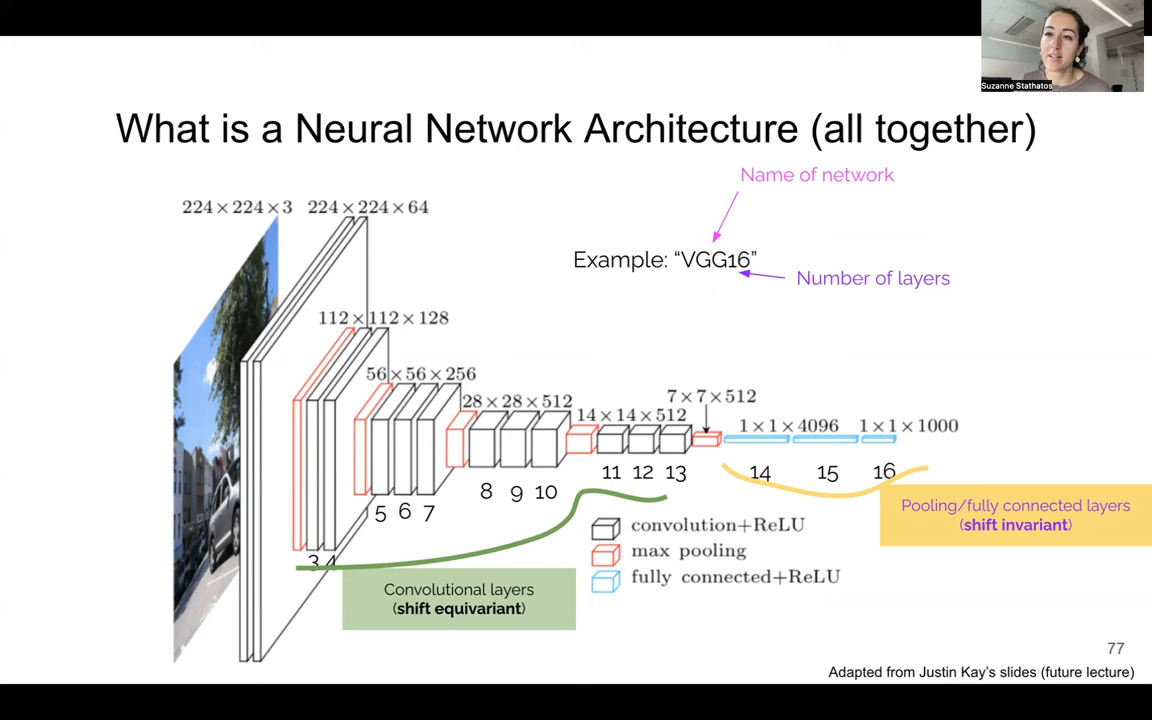 Suzanne Stathatos
What is a Neural Network Architecture (all together)
Name of network
224×224×3 224×224×64
Example: “VGG16”
Number of layers
112×112×128
56×56×256
28×28×512
7×7×512
14×14×512
1×1×4096 1×1×1000
11 12 13 14 15 16
8 9 10
5 6 7
3 4
Pooling/fully connected layers
(shift invariant)
convolution+ReLU
max pooling
fully connected+ReLU
Convolutional layers
(shift equivariant)
77
Adapted from Justin Kay’s slides (future lecture)